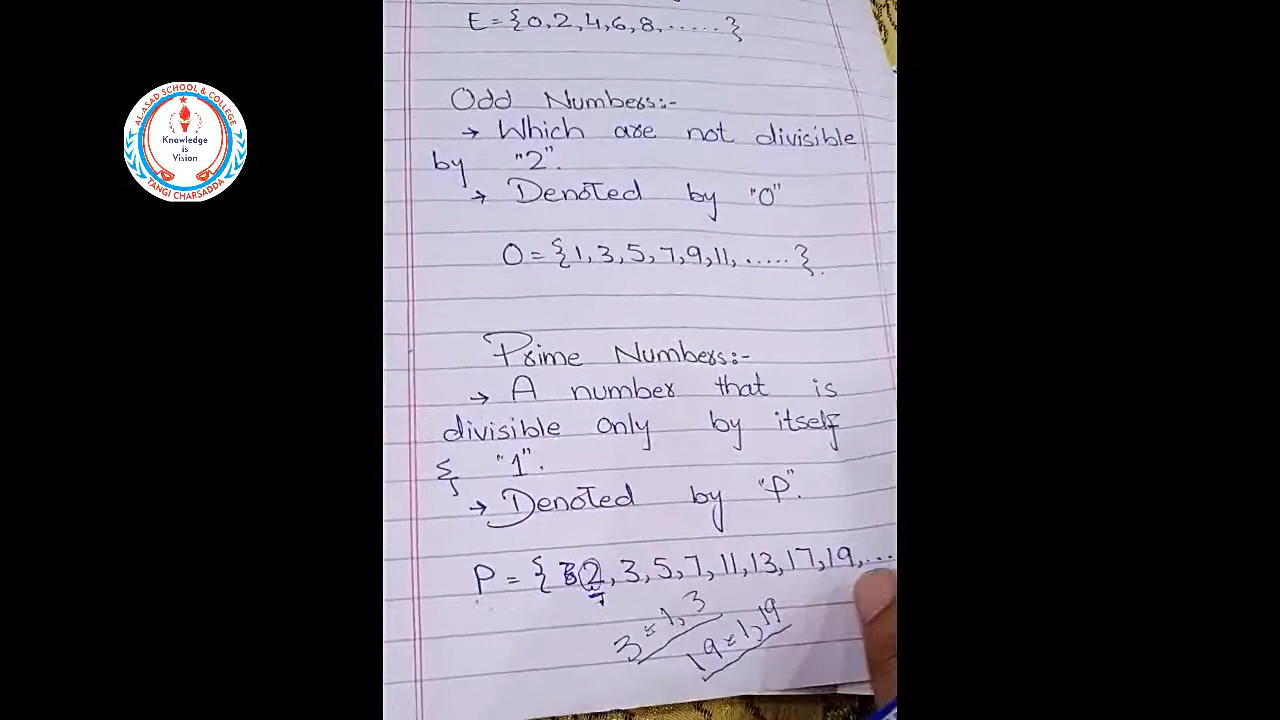 E = {0, 2, 4, 6, 8, ......}
AL-ASAD SCHOOL & COLLEGE
Knowledge
is
Vision
TANGI CHARSADDA
Odd Numbers:-
→ Which are not divisible
by "2".
→ Denoted by "O"
O = {1, 3, 5, 7, 9, 11, ......}.
Prime Numbers:-
→ A number that is
divisible only by itself
& "1".
→ Denoted by "P".
P = { 2, 3, 5, 7, 11, 13, 17, 19, ...
3 = 1, 3
19 = 1, 19